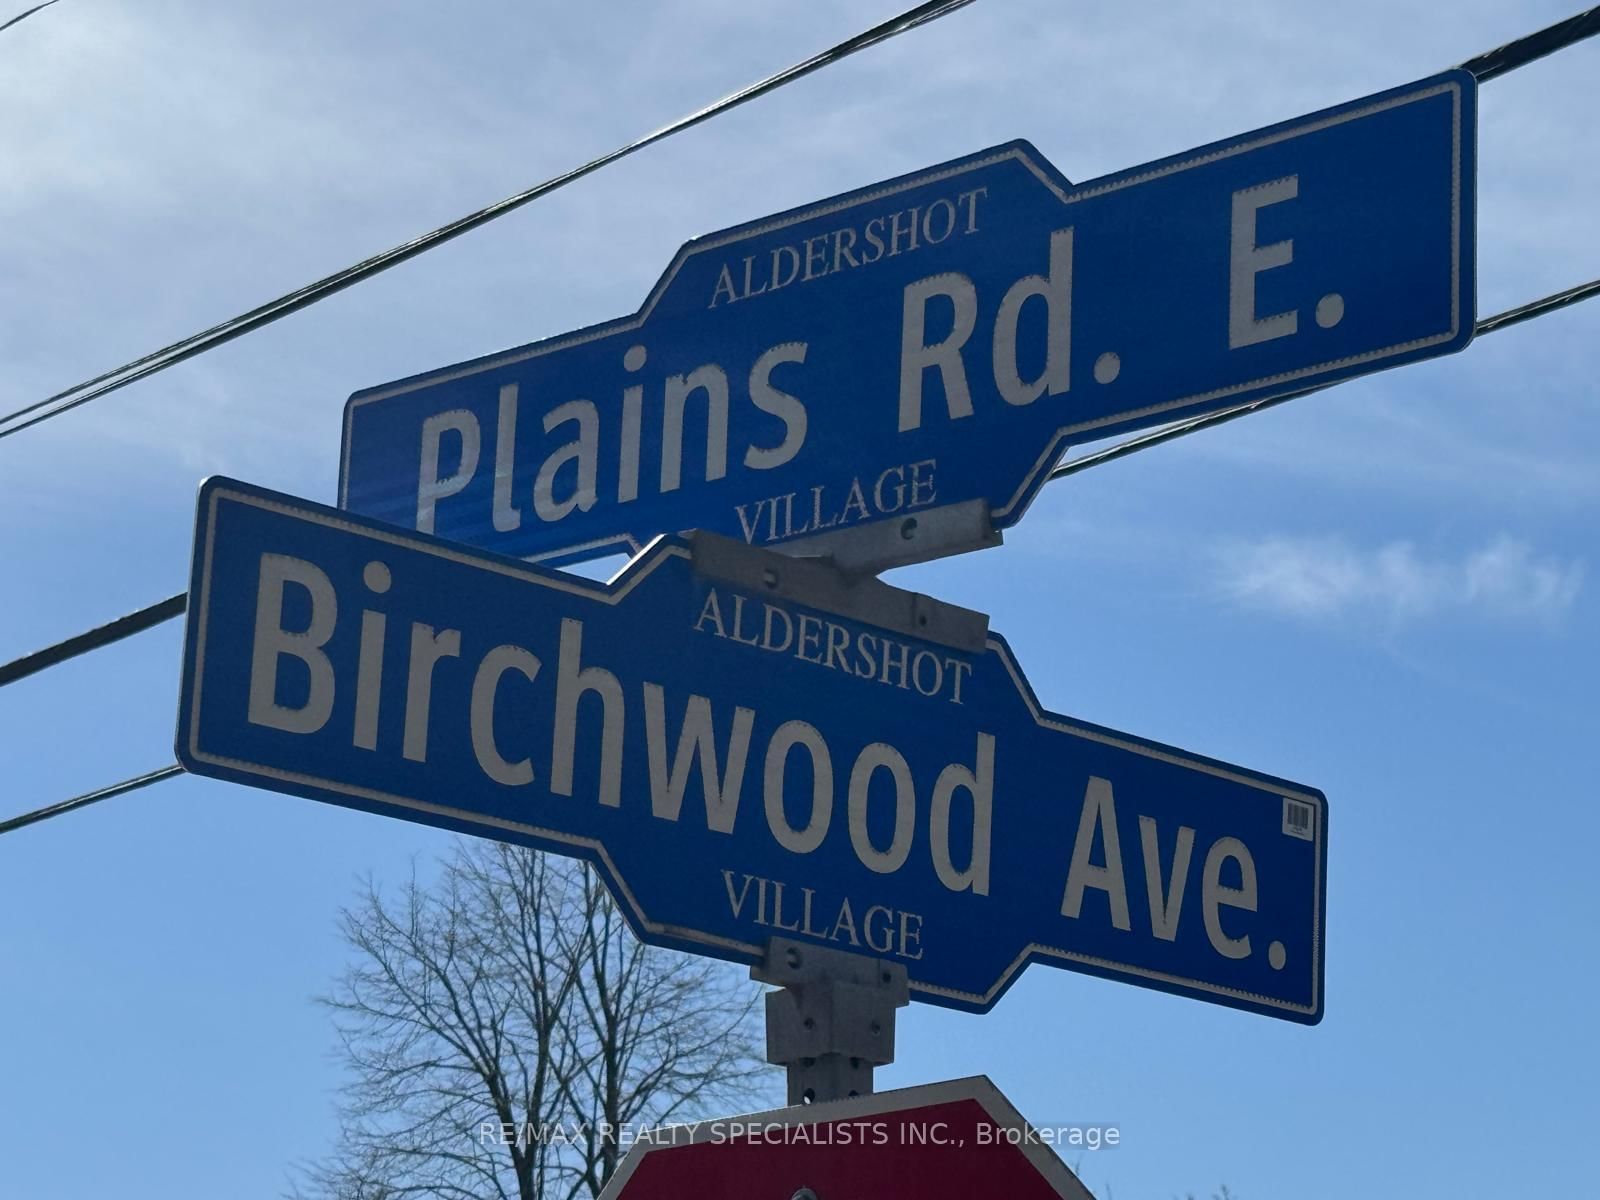 ALDERSHOT
Plains Rd. E.
VILLAGE
ALDERSHOT
Birchwood Ave.
VILLAGE
RE/MAX REALTY SPECIALISTS INC., Brokerage